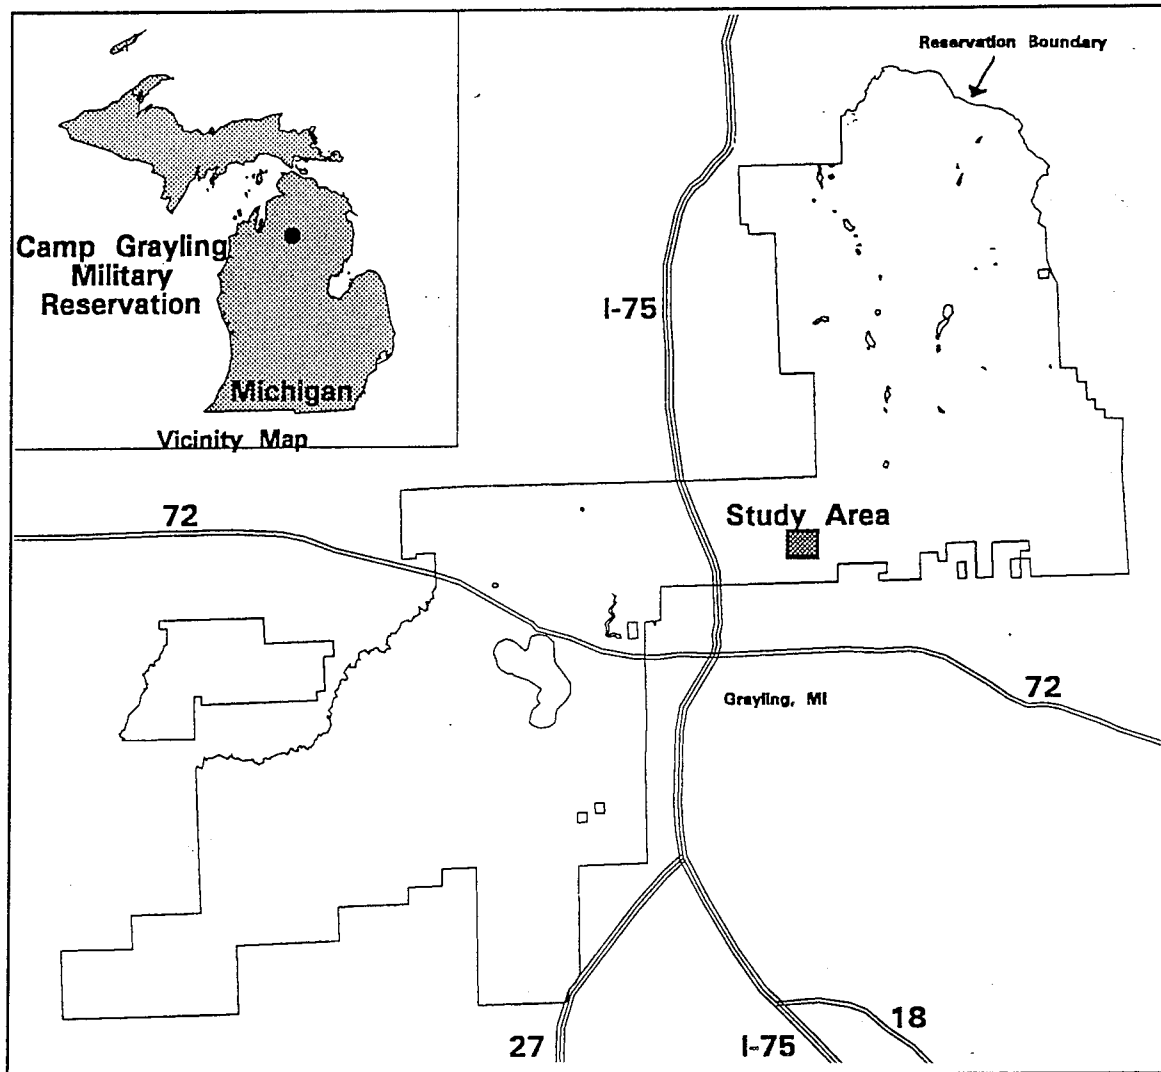 Reservation Boundary
Camp Grayling
Military
Reservation
I-75
Michigan
Vicinity Map
72
Study Area
72
Grayling, MI
27
I-75
18